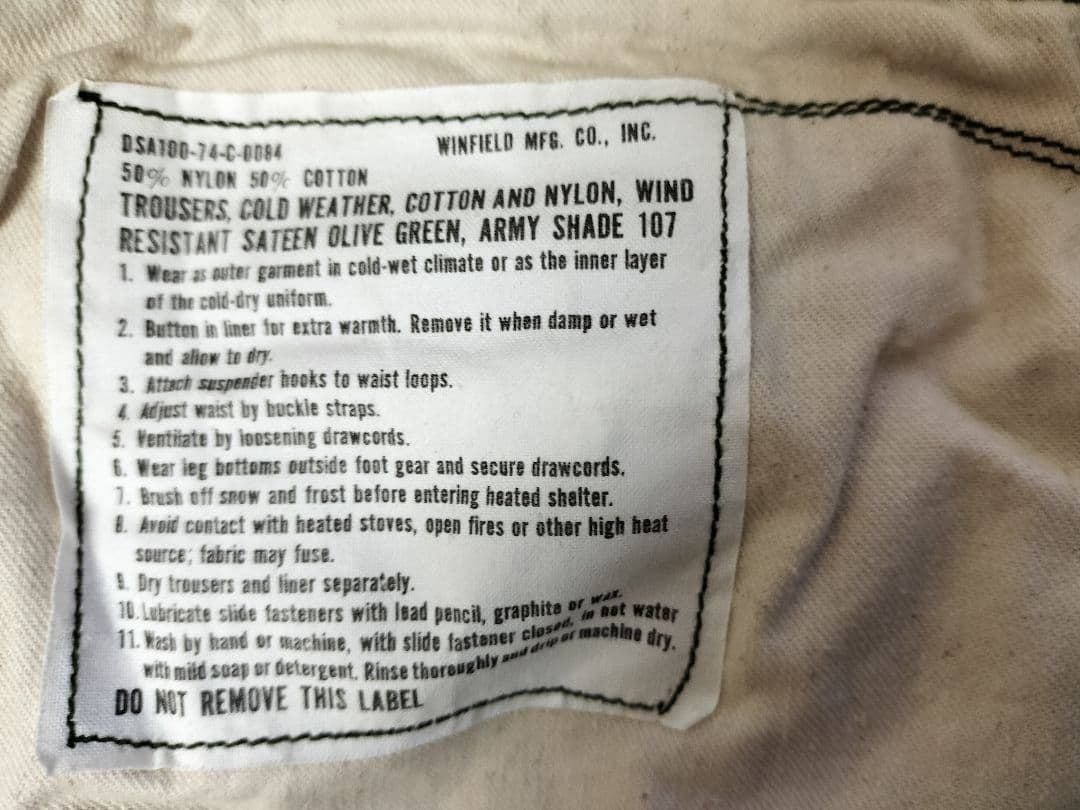 DSA100-74-C-0084 WINFIELD MFG. CO., INC.
50% NYLON 50% COTTON
TROUSERS, COLD WEATHER, COTTON AND NYLON, WIND
RESISTANT SATEEN OLIVE GREEN, ARMY SHADE 107
1. Wear as outer garment in cold-wet climate or as the inner layer
of the cold-dry uniform.
2. Button in liner for extra warmth. Remove it when damp or wet
and allow to dry.
3. Attach suspender hooks to waist loops.
4. Adjust waist by buckle straps.
5. Ventilate by loosening drawcords.
6. Wear leg bottoms outside foot gear and secure drawcords.
7. Brush off snow and frost before entering heated shelter.
8. Avoid contact with heated stoves, open fires or other high heat
source; fabric may fuse.
9. Dry trousers and liner separately.
10. Lubricate slide fasteners with lead pencil, graphite or wax.
11. Wash by hand or machine, with slide fastener closed, in hot water
with mild soap or detergent. Rinse thoroughly and drip or machine dry.
DO NOT REMOVE THIS LABEL